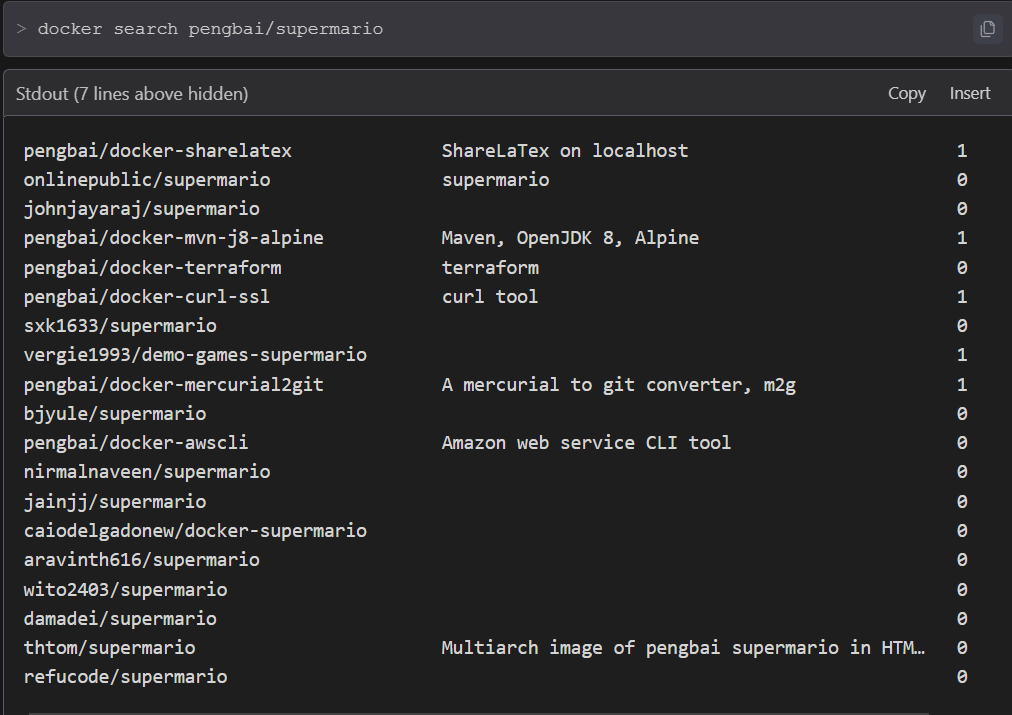 > docker search pengbai/supermario
Stdout (7 lines above hidden) Copy Insert
pengbai/docker-sharelatex ShareLaTex on localhost 1
onlinepublic/supermario supermario 0
johnjayaraj/supermario 0
pengbai/docker-mvn-j8-alpine Maven, OpenJDK 8, Alpine 1
pengbai/docker-terraform terraform 0
pengbai/docker-curl-ssl curl tool 1
sxk1633/supermario 0
vergie1993/demo-games-supermario 1
pengbai/docker-mercurial2git A mercurial to git converter, m2g 1
bjyule/supermario 0
pengbai/docker-awscli Amazon web service CLI tool 0
nirmalnaveen/supermario 0
jainjj/supermario 0
caiodelgadonew/docker-supermario 0
aravinth616/supermario 0
wito2403/supermario 0
damadei/supermario 0
thtom/supermario Multiarch image of pengbai supermario in HTM… 0
refucode/supermario 0